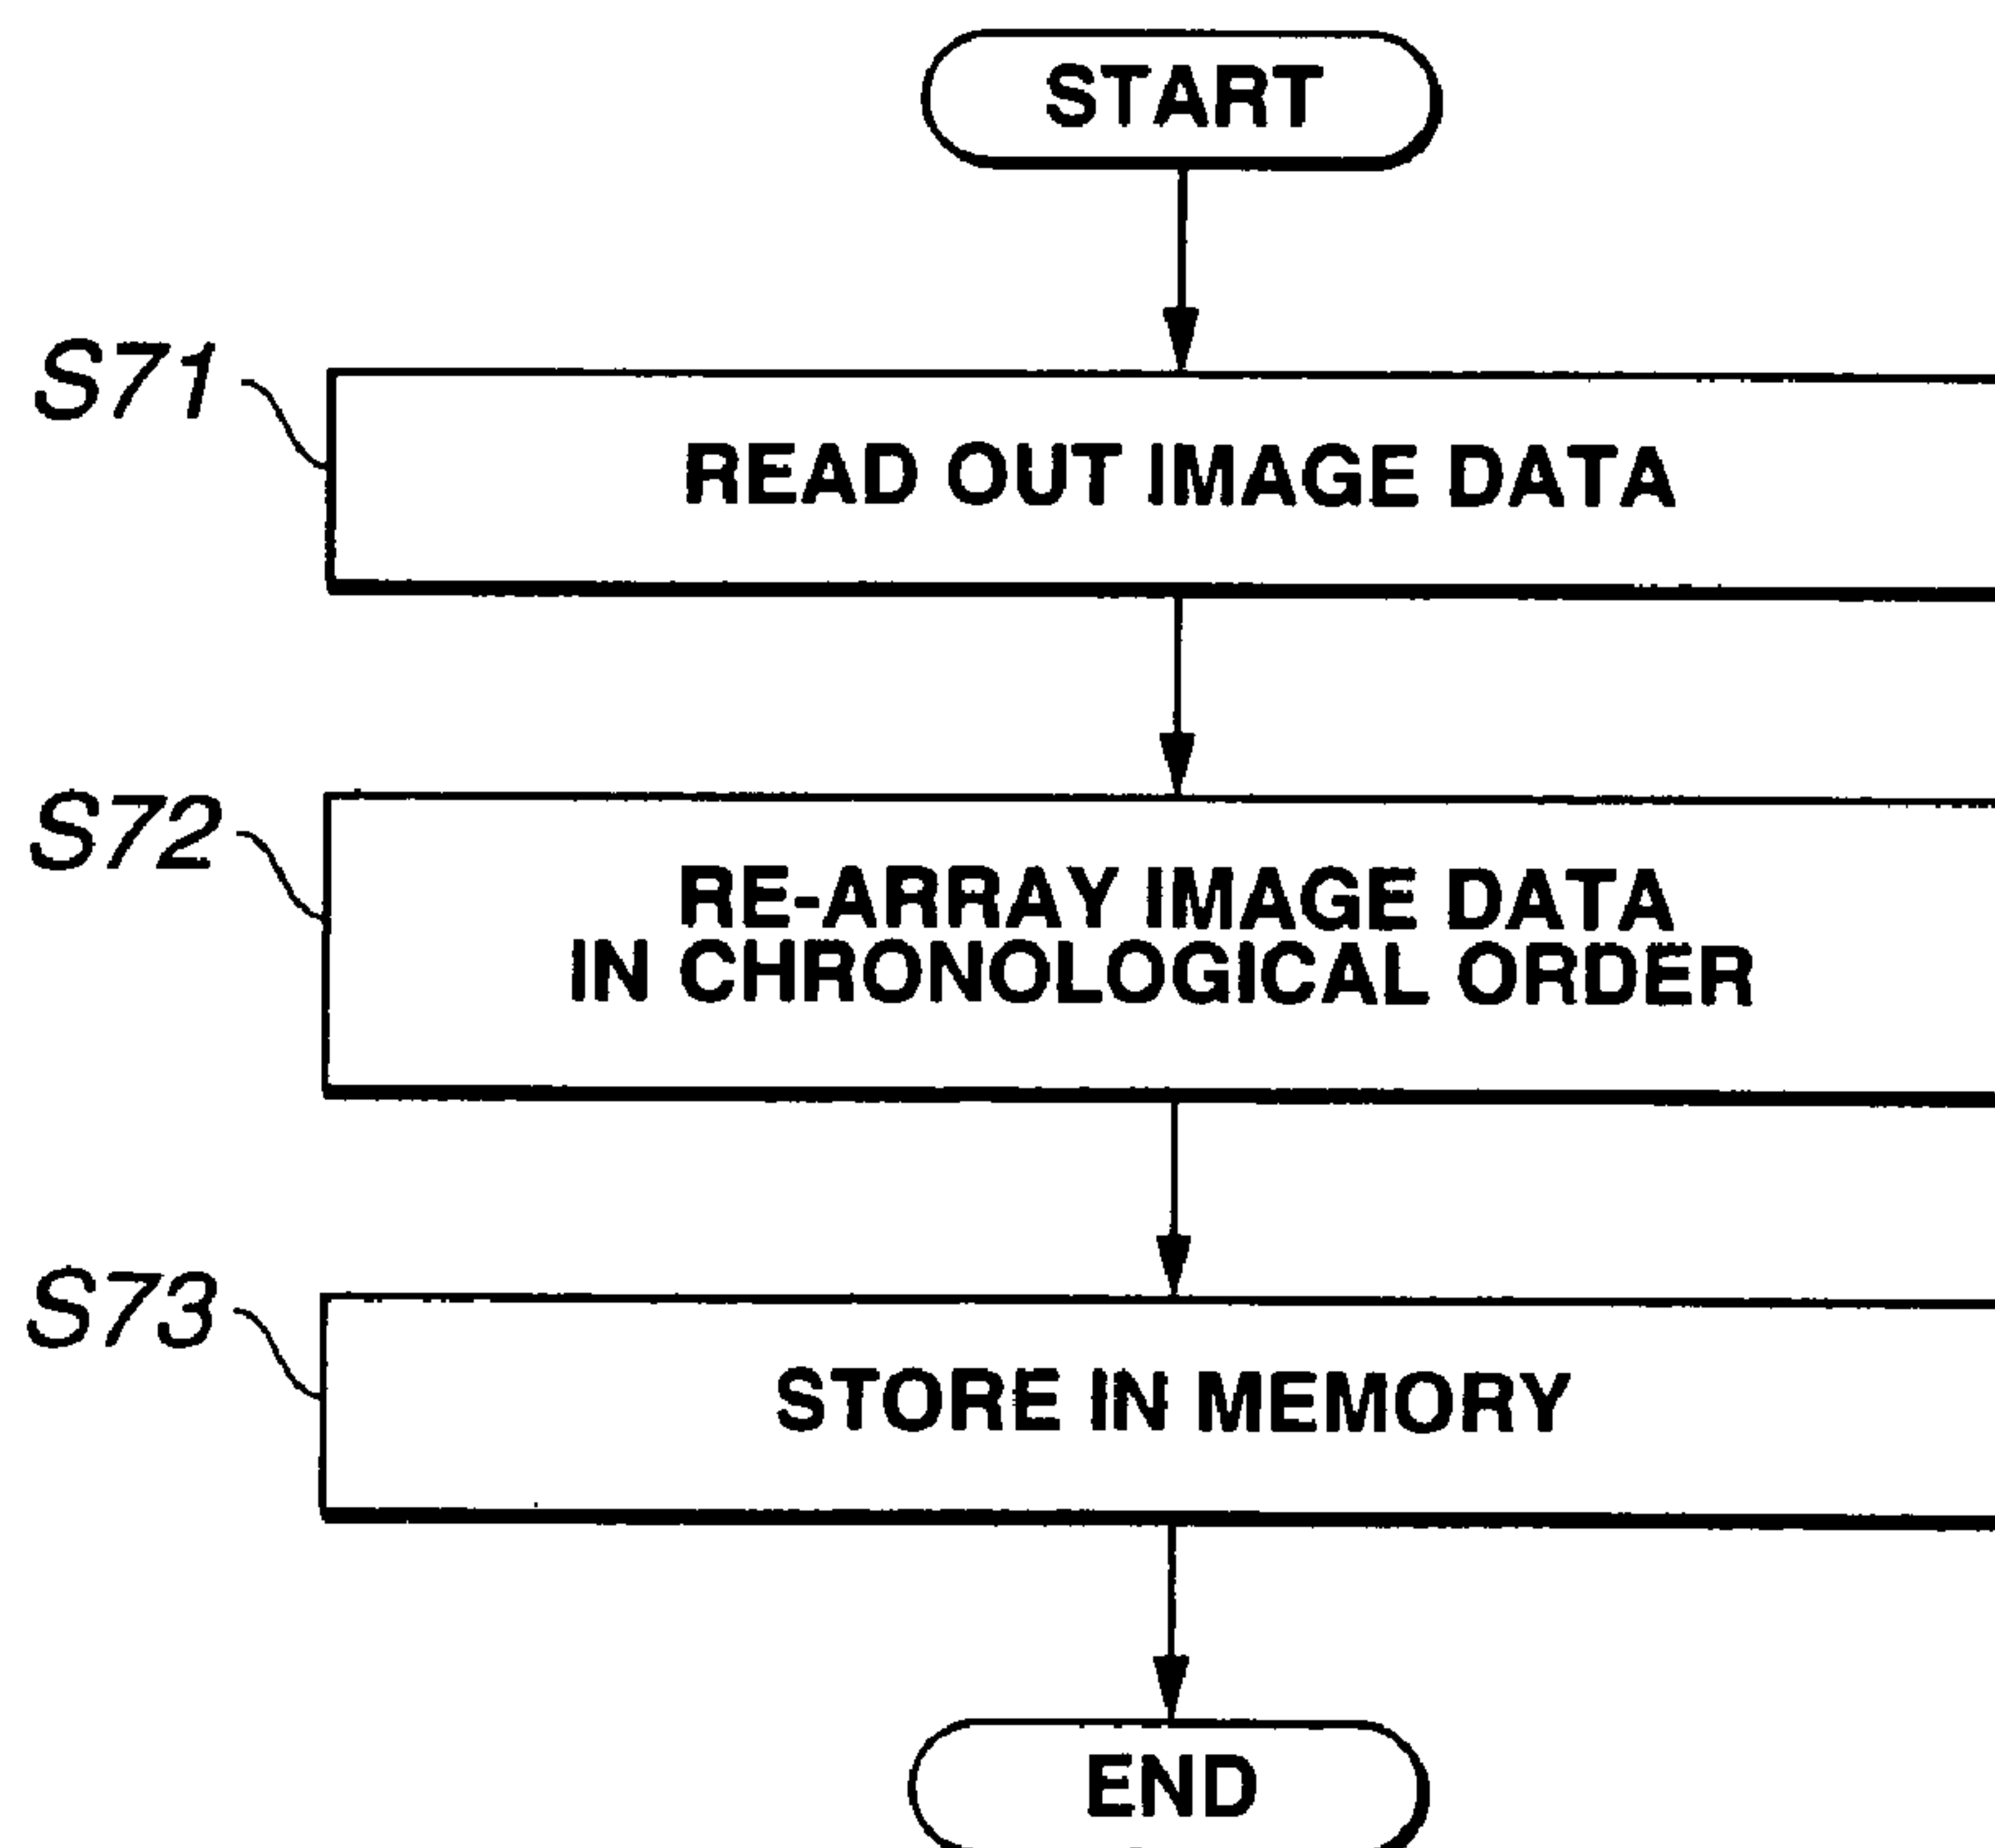 START
S71
READ OUT IMAGE DATA
S72
RE-ARRAY IMAGE DATA
IN CHRONOLOGICAL ORDER
S73
STORE IN MEMORY
END